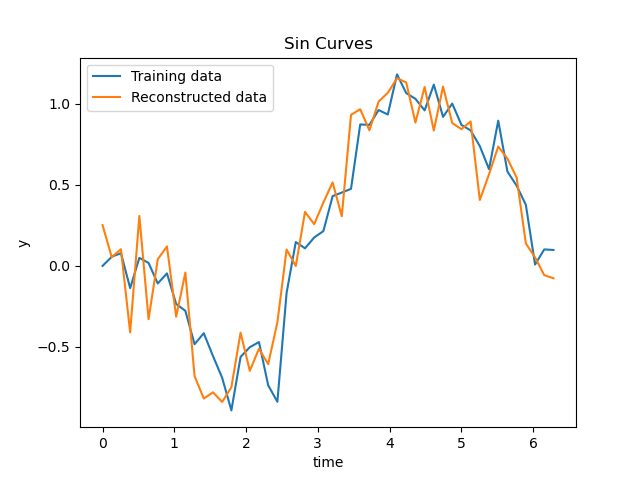 Sin Curves
Training data
Reconstructed data
1.0
0.5
0.0
−0.5
y
0 1 2 3 4 5 6
time